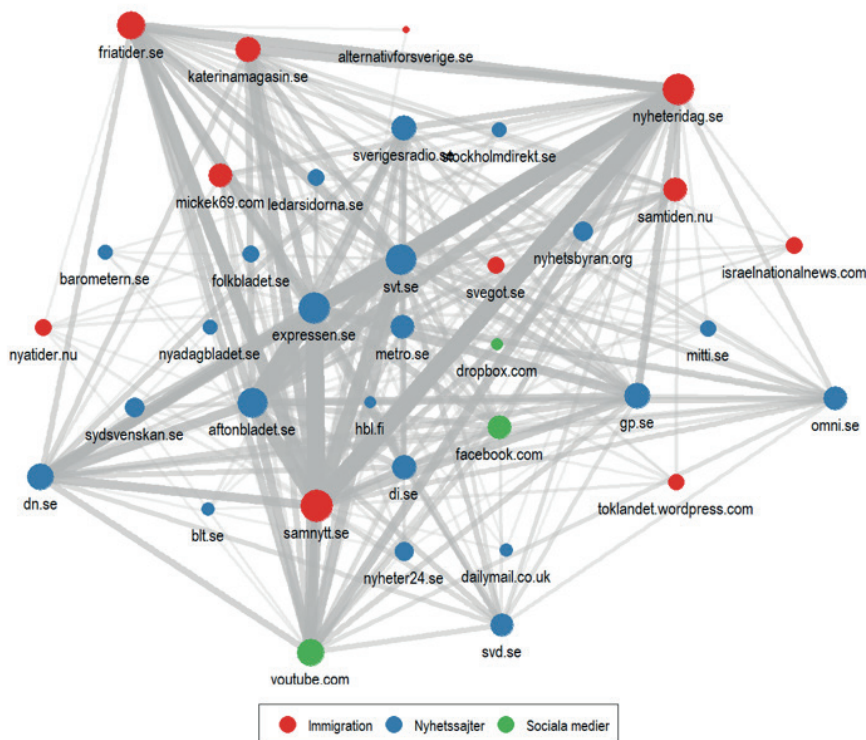 friatider.se
alternativforsverige.se
katerinamagasin.se
nyheteridag.se
sverigesradio.se
stockholmdirekt.se
mickek69.com
ledarsidorna.se
samtiden.nu
nyhetsbyran.org
israelnationalnews.com
barometern.se
folkbladet.se
svt.se
svegot.se
nyatider.nu
nyadagbladet.se
expressen.se
metro.se
mitti.se
dropbox.com
sydsvenskan.se
aftonbladet.se
hbl.fi
gp.se
omni.se
facebook.com
dn.se
di.se
toklandet.wordpress.com
blt.se
samnytt.se
nyheter24.se
dailymail.co.uk
svd.se
youtube.com
Immigration Nyhetssajter Sociala medier